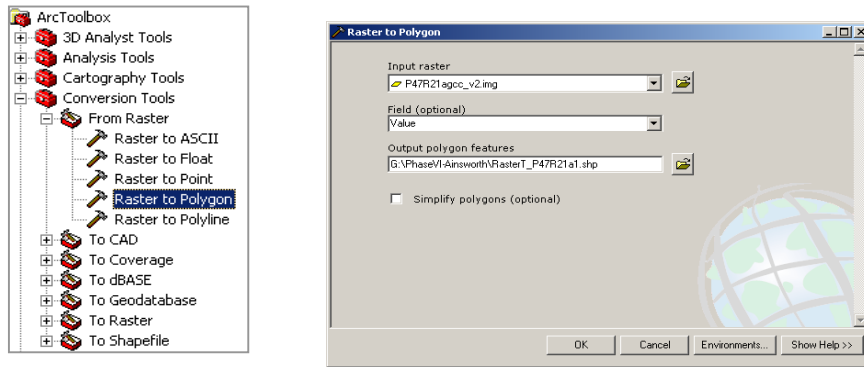 ArcToolbox
3D Analyst Tools
Analysis Tools
Cartography Tools
Conversion Tools
From Raster
Raster to ASCII
Raster to Float
Raster to Point
Raster to Polygon
Raster to Polyline
To CAD
To Coverage
To dBASE
To Geodatabase
To Raster
To Shapefile
Raster to Polygon
Input raster
P47R21agcc_v2.img
Field (optional)
Value
Output polygon features
G:\PhaseVI-Ainsworth\RasterT_P47R21a1.shp
Simplify polygons (optional)
OK Cancel Environments... Show Help >>